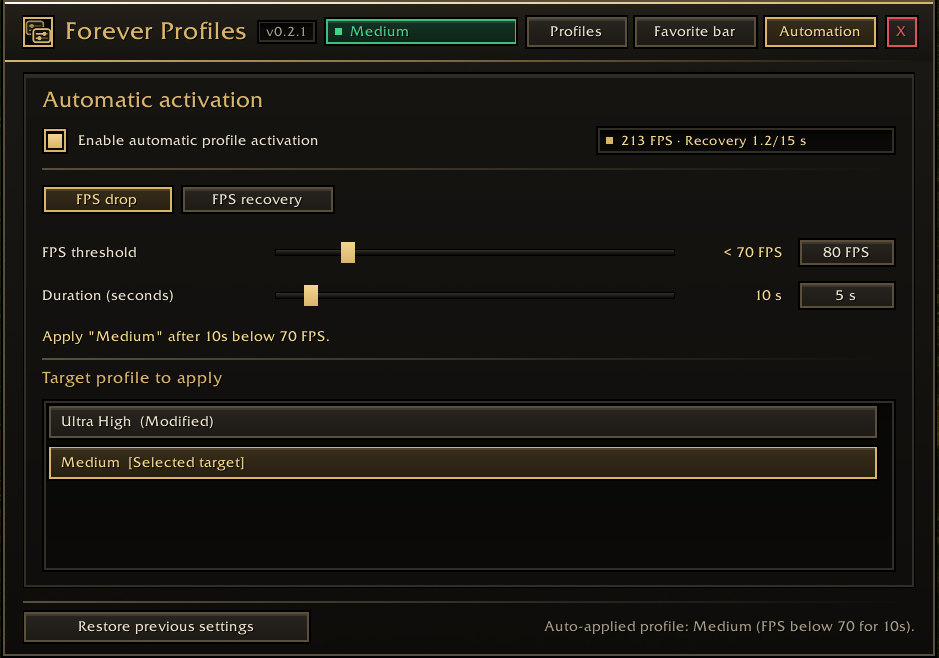 Forever Profiles v0.2.1 Medium Profiles Favorite bar Automation X
Automatic activation
Enable automatic profile activation 213 FPS · Recovery 1.2/15 s
FPS drop FPS recovery
FPS threshold < 70 FPS 80 FPS
Duration (seconds) 10 s 5 s
Apply "Medium" after 10s below 70 FPS.
Target profile to apply
Ultra High (Modified)
Medium [Selected target]
Restore previous settings Auto-applied profile: Medium (FPS below 70 for 10s).